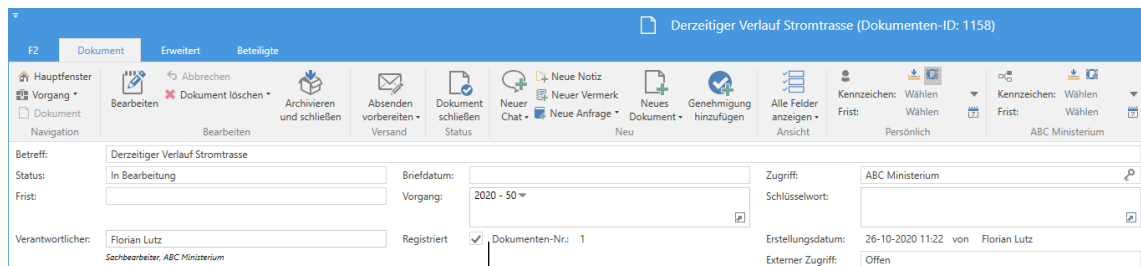 Derzeitiger Verlauf Stromtrasse (Dokumenten-ID: 1158)
F2 Dokument Erweitert Beteiligte
Hauptfenster
Vorgang
Dokument
Navigation
Bearbeiten
Abbrechen
Dokument löschen
Archivieren
und schließen
Bearbeiten
Absenden
vorbereiten
Versand
Dokument
schließen
Status
Neuer
Chat
Neue Notiz
Neuer Vermerk
Neue Anfrage
Neues
Dokument
Genehmigung
hinzufügen
Neu
Alle Felder
anzeigen
Ansicht
Kennzeichen: Wählen
Frist: Wählen
Persönlich
Kennzeichen: Wählen
Frist: Wählen
ABC Ministerium
Betreff: Derzeitiger Verlauf Stromtrasse
Status: In Bearbeitung Briefdatum: Zugriff: ABC Ministerium
Frist: Vorgang: 2020 - 50 Schlüsselwort:
Verantwortlicher: Florian Lutz Registriert Dokumenten-Nr.: 1 Erstellungsdatum: 26-10-2020 11:22 von Florian Lutz
Sachbearbeiter, ABC Ministerium
Externer Zugriff: Offen